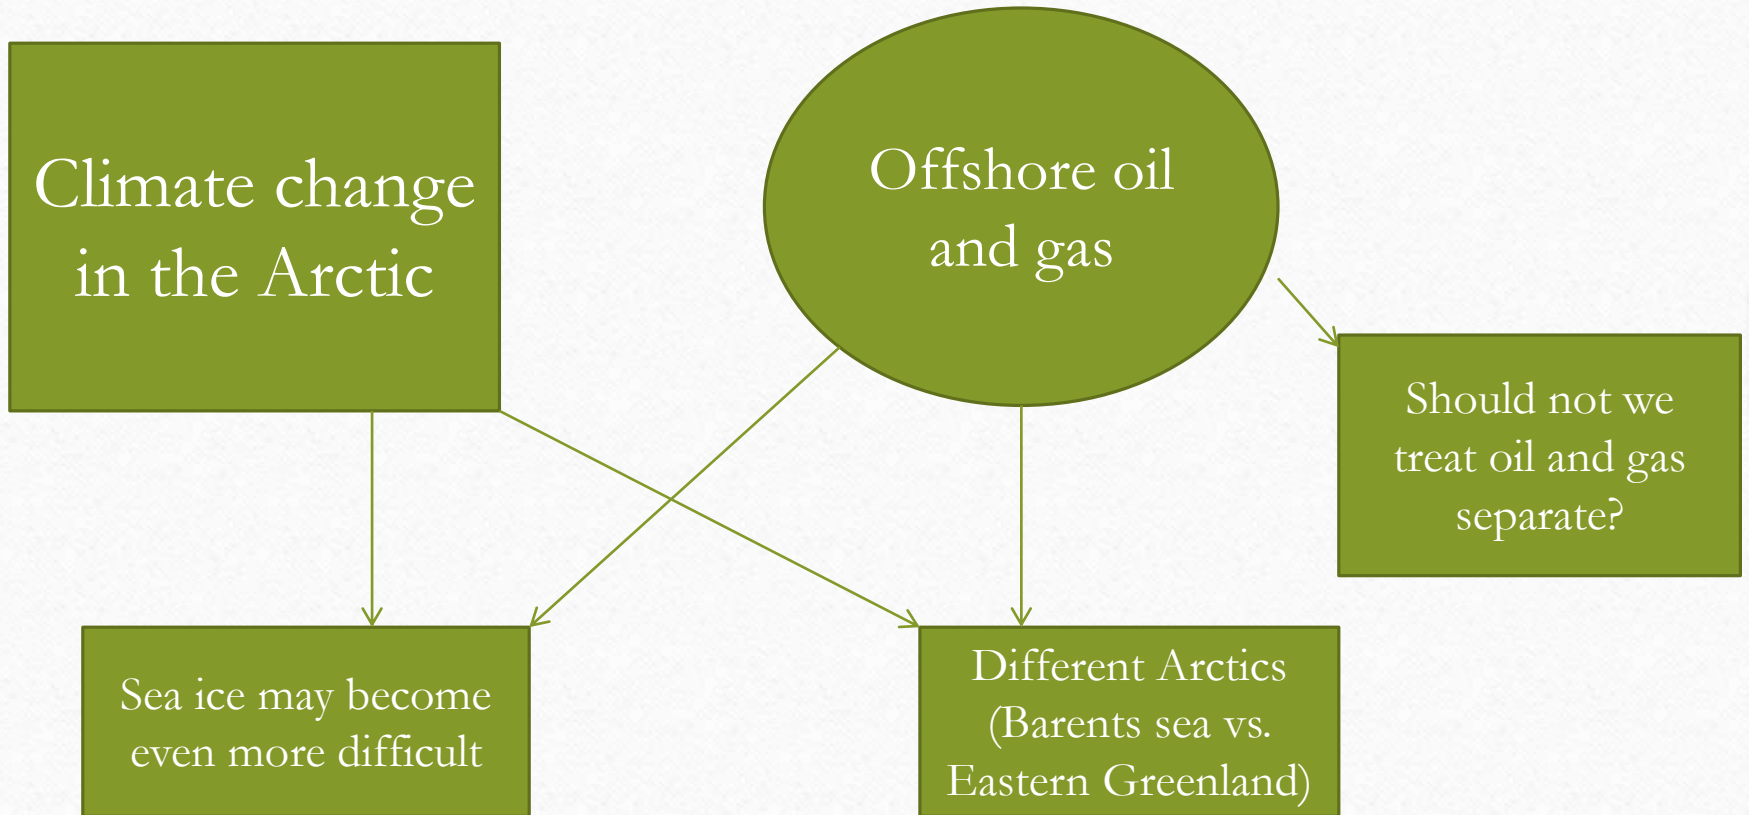 Climate change
in the Arctic
Offshore oil
and gas
Should not we
treat oil and gas
separate?
Sea ice may become
even more difficult
Different Arctics
(Barents sea vs.
Eastern Greenland)